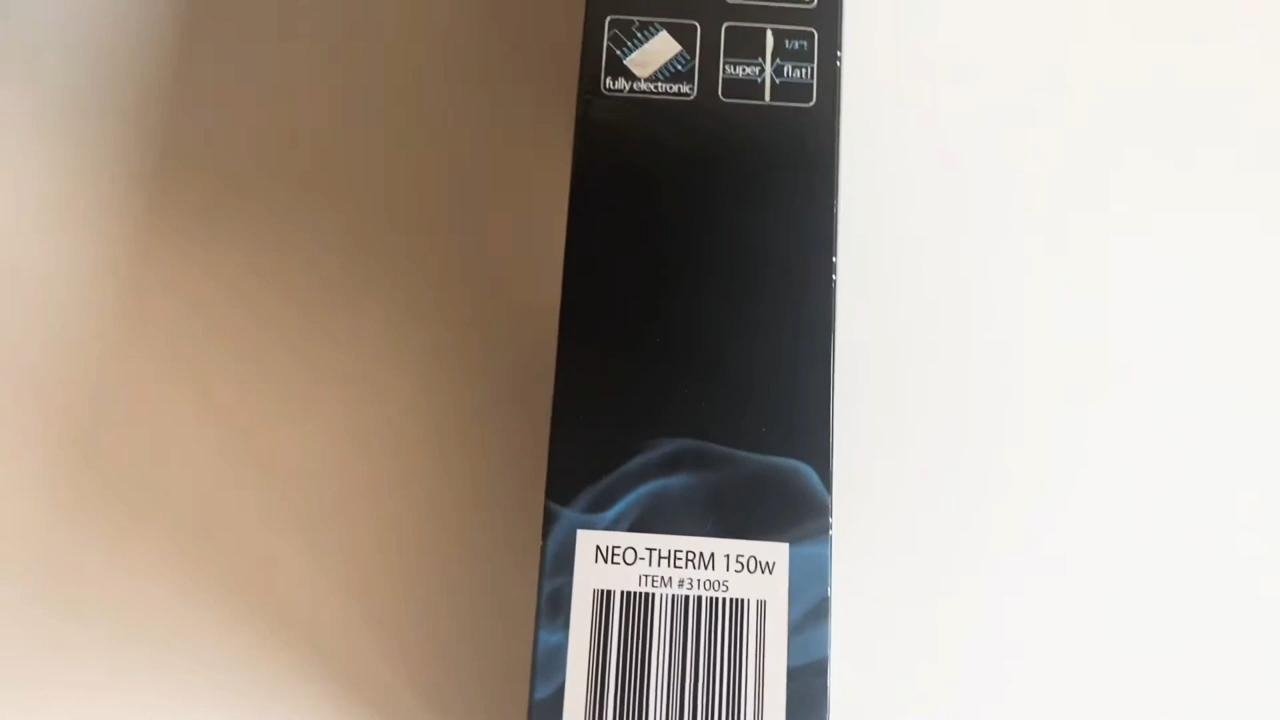 fully electronic
1/3"!
super flat!
NEO-THERM 150w
ITEM #31005